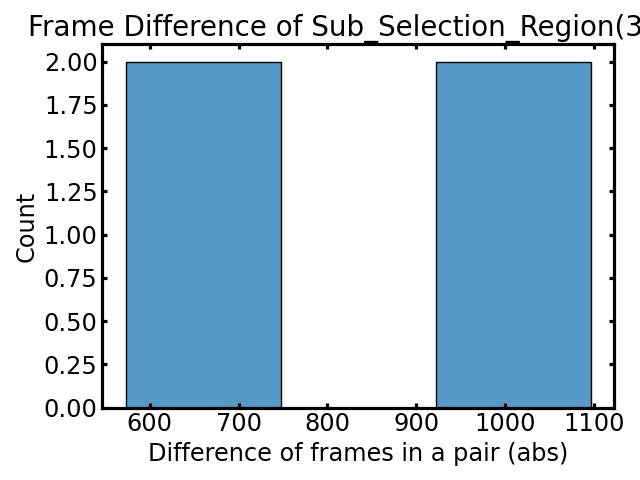 Frame Difference of Sub_Selection_Region(3
2.00
1.75
1.50
1.25
1.00
0.75
0.50
0.25
0.00
Count
600 700 800 900 1000 1100
Difference of frames in a pair (abs)